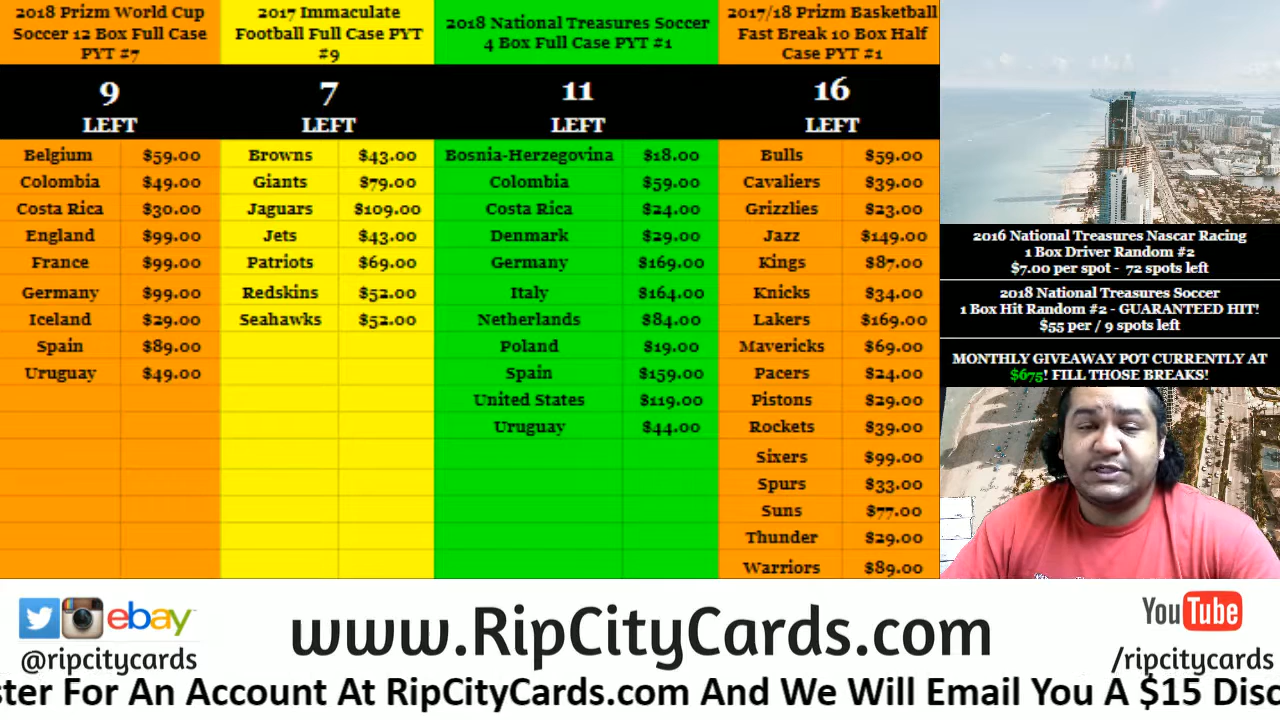 2018 Prizm World Cup
Soccer 12 Box Full Case
PYT #7
9
LEFT
Belgium $59.00
Colombia $49.00
Costa Rica $30.00
England $99.00
France $99.00
Germany $99.00
Iceland $29.00
Spain $89.00
Uruguay $49.00
2017 Immaculate
Football Full Case PYT
#9
7
LEFT
Browns $43.00
Giants $79.00
Jaguars $109.00
Jets $43.00
Patriots $69.00
Redskins $52.00
Seahawks $52.00
2018 National Treasures Soccer
4 Box Full Case PYT #1
11
LEFT
Bosnia-Herzegovina $18.00
Colombia $59.00
Costa Rica $24.00
Denmark $29.00
Germany $169.00
Italy $164.00
Netherlands $84.00
Poland $19.00
Spain $159.00
United States $119.00
Uruguay $44.00
2017/18 Prizm Basketball
Fast Break 10 Box Half
Case PYT #1
16
LEFT
Bulls $59.00
Cavaliers $39.00
Grizzlies $23.00
Jazz $149.00
Kings $87.00
Knicks $34.00
Lakers $169.00
Mavericks $69.00
Pacers $24.00
Pistons $29.00
Rockets $39.00
Sixers $99.00
Spurs $33.00
Suns $77.00
Thunder $29.00
Warriors $89.00
2016 National Treasures Nascar Racing
1 Box Driver Random #2
$7.00 per spot - 72 spots left
2018 National Treasures Soccer
1 Box Hit Random #2 - GUARANTEED HIT!
$55 per / 9 spots left
MONTHLY GIVEAWAY POT CURRENTLY AT
$675! FILL THOSE BREAKS!
ebay
@ripcitycards
www.RipCityCards.com
YouTube
/ripcitycards
ster For An Account At RipCityCards.com And We Will Email You A $15 Disc